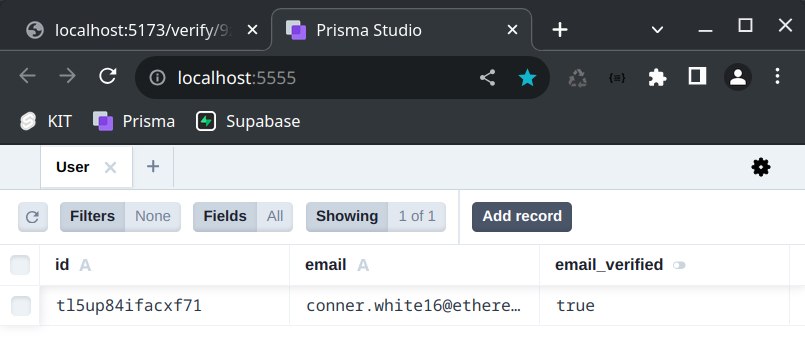 localhost:5173/verify/9
Prisma Studio
localhost:5555
KIT Prisma Supabase
User
Filters None Fields All Showing 1 of 1 Add record
id A email A email_verified
tl5up84ifacxf71 conner.white16@ethere… true